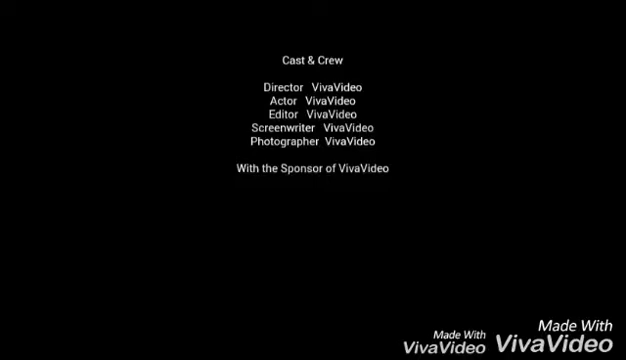 Cast & Crew
Director VivaVideo
Actor VivaVideo
Editor VivaVideo
Screenwriter VivaVideo
Photographer VivaVideo
With the Sponsor of VivaVideo
Made With
VivaVideo
Made With
VivaVideo